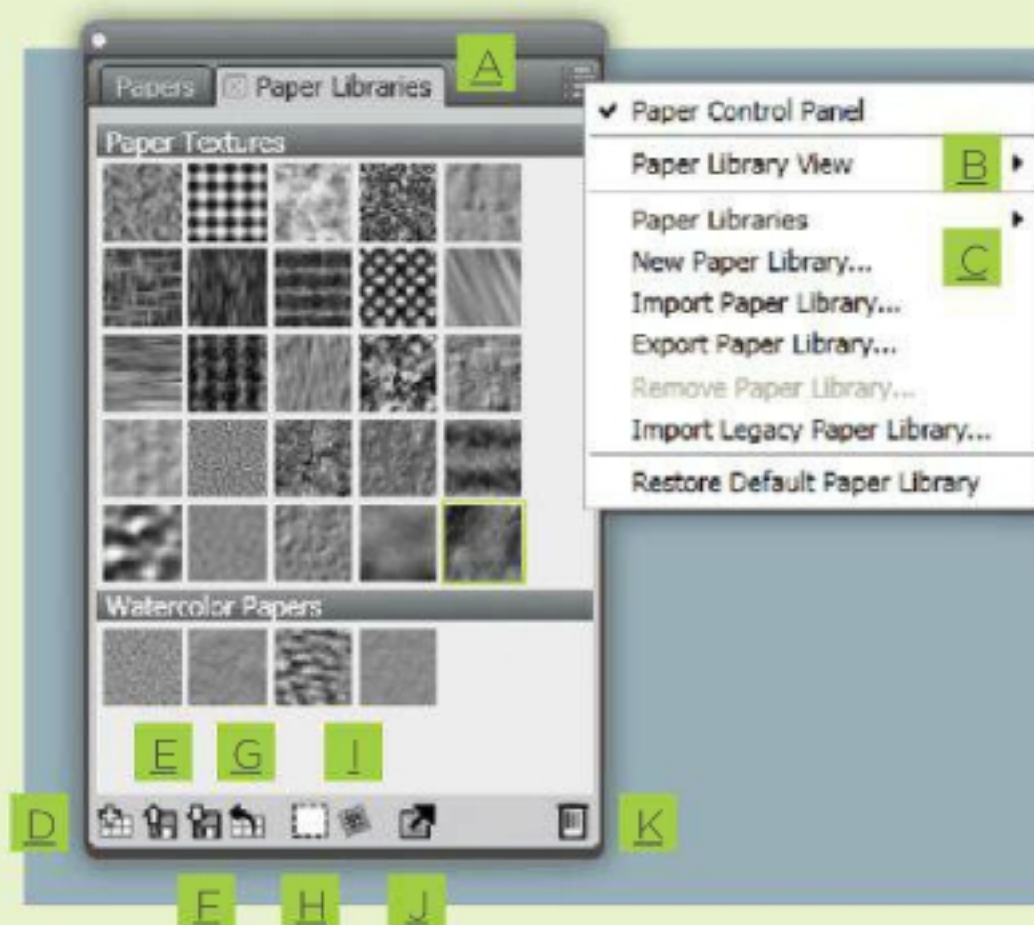 A
Papers
Paper Libraries
Paper Textures
Paper Control Panel
Paper Library View
B
Paper Libraries
C
New Paper Library...
Import Paper Library...
Export Paper Library...
Remove Paper Library...
Import Legacy Paper Library...
Restore Default Paper Library
Watercolor Papers
E
G
I
D
K
F
H
J